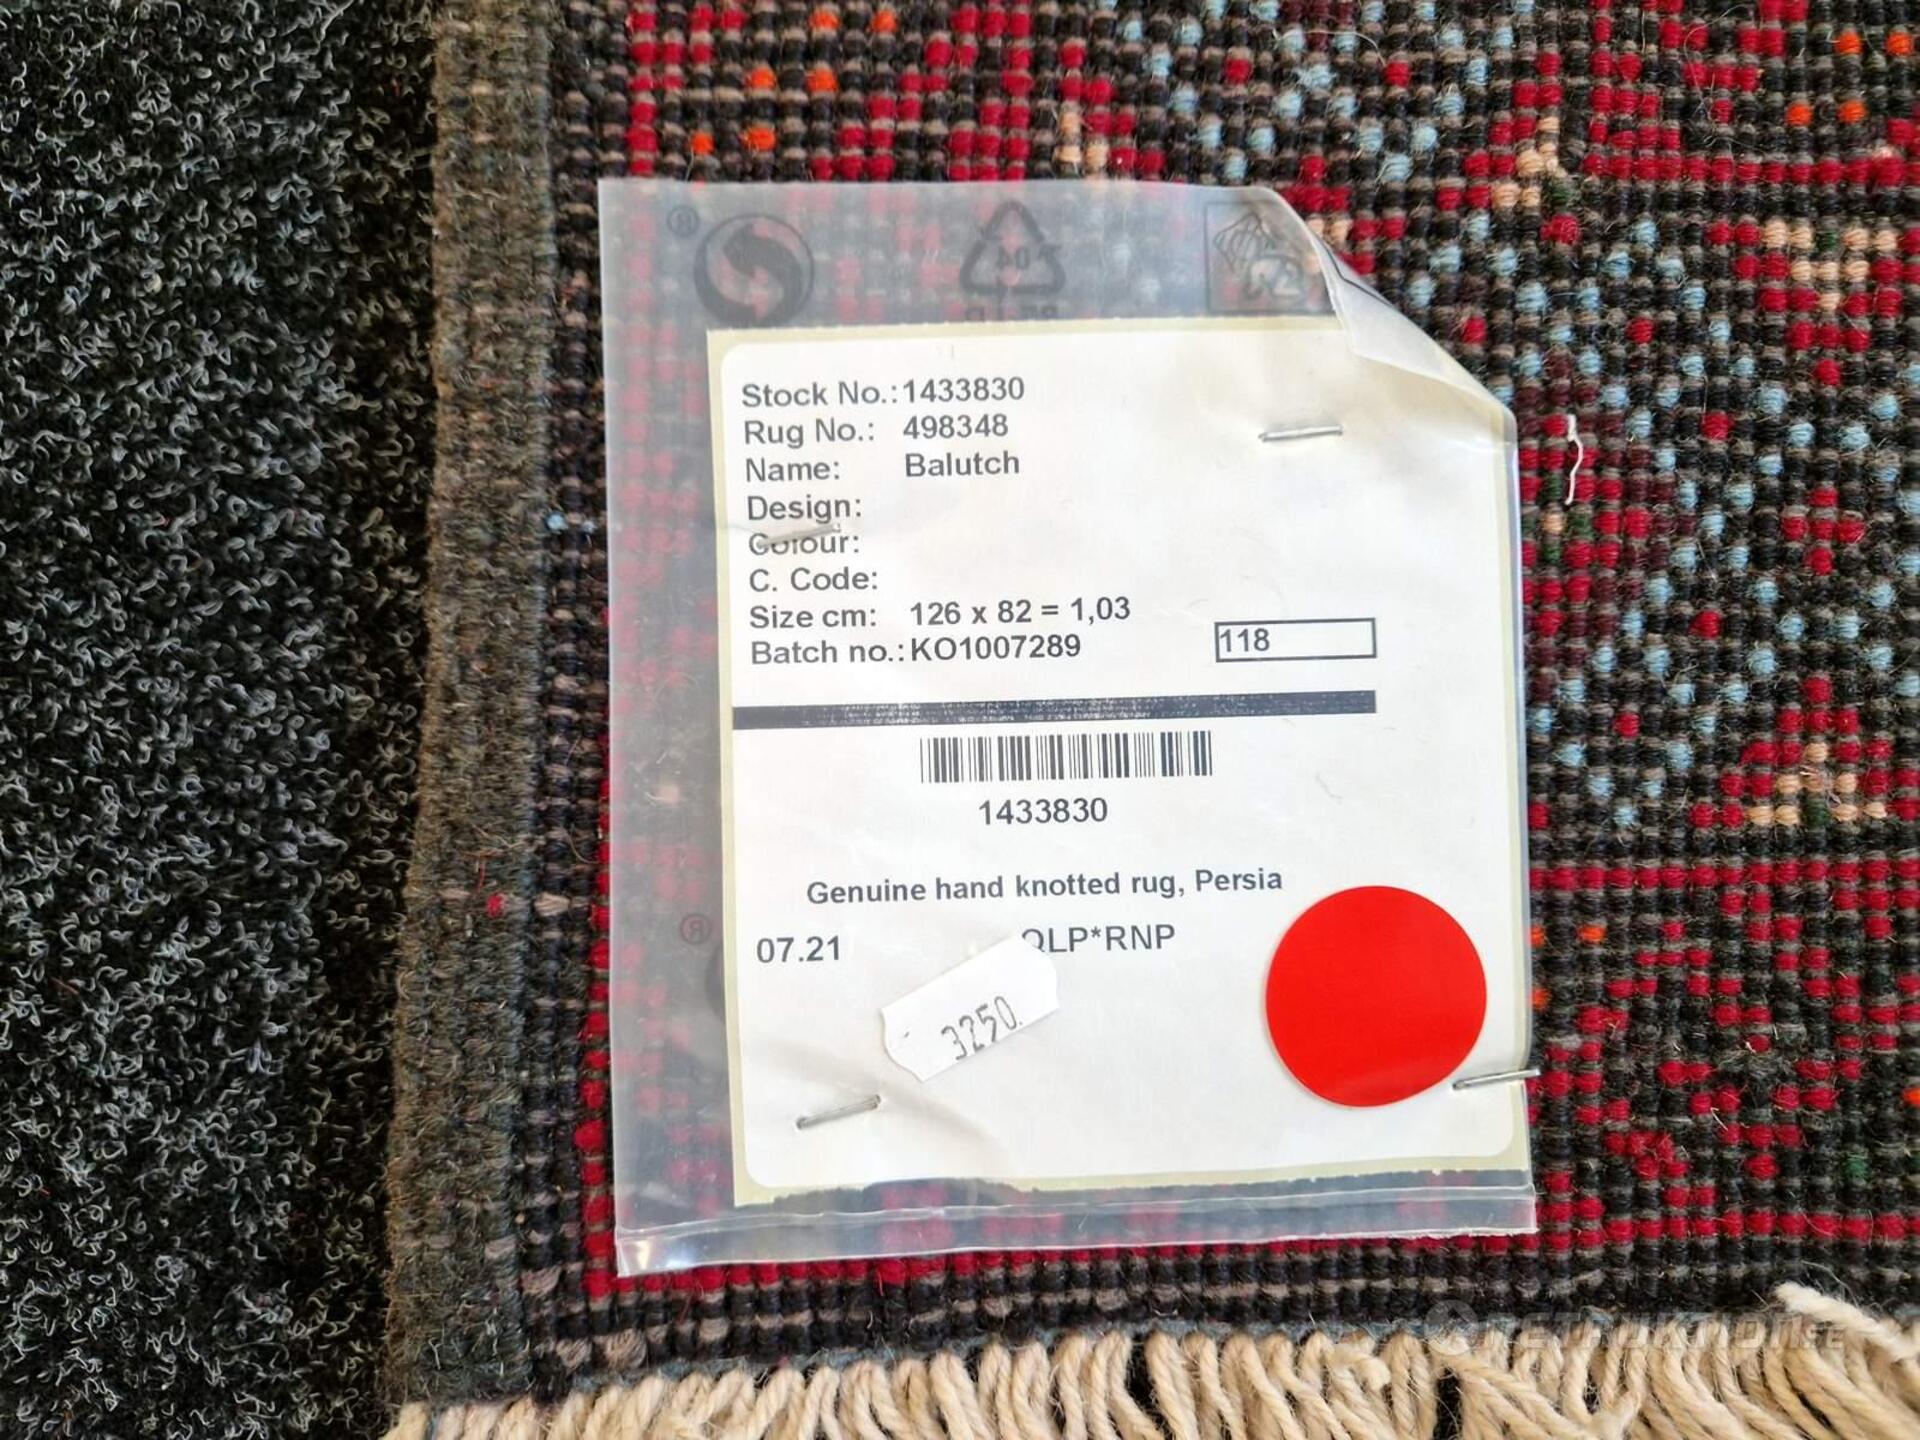 Stock No.: 1433830
Rug No.: 498348
Name: Balutch
Design:
Colour:
C. Code:
Size cm: 126 x 82 = 1,03
Batch no.: KO1007289
118
1433830
Genuine hand knotted rug, Persia
07.21
QLP*RNP
3250.